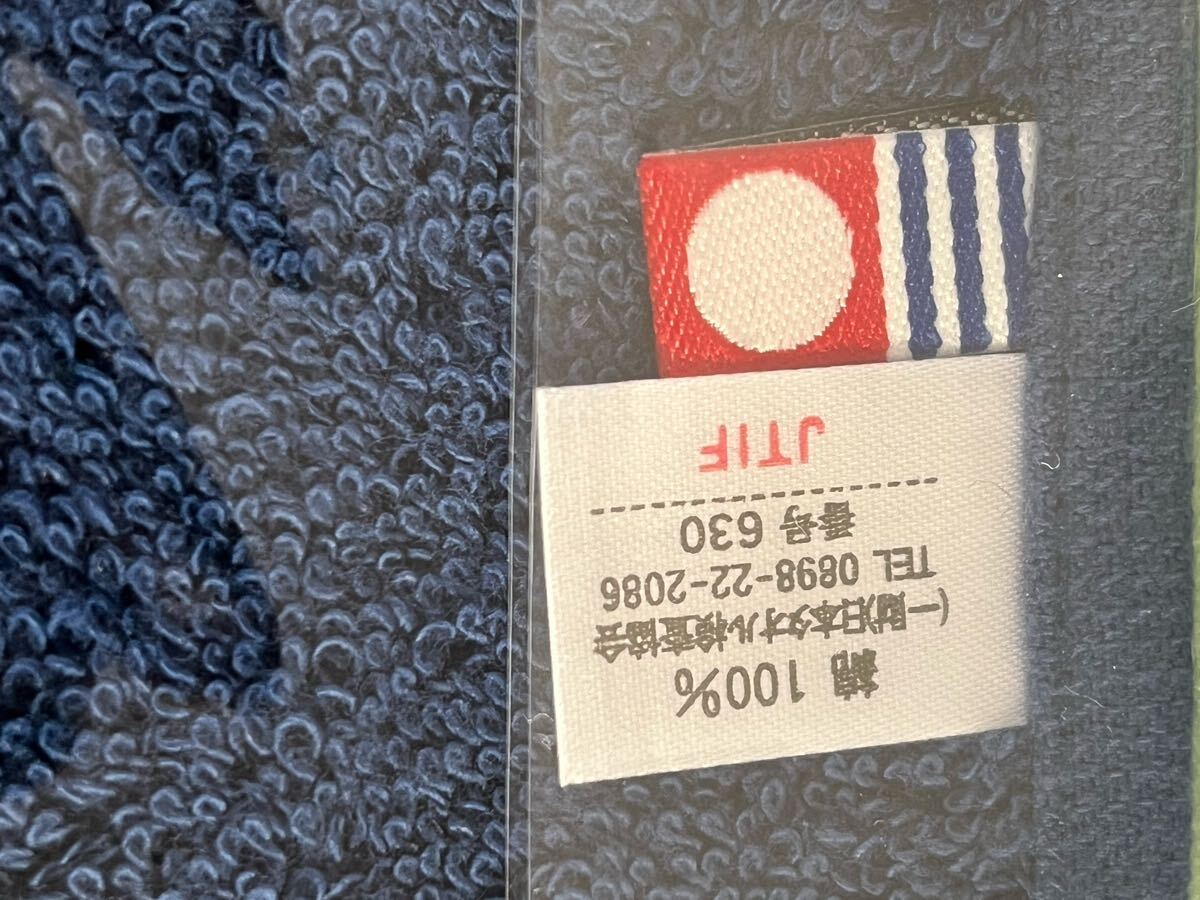 綿 100%
(一財)日本タオル検査協会
TEL 0898-22-2086
番号 630
JTIF